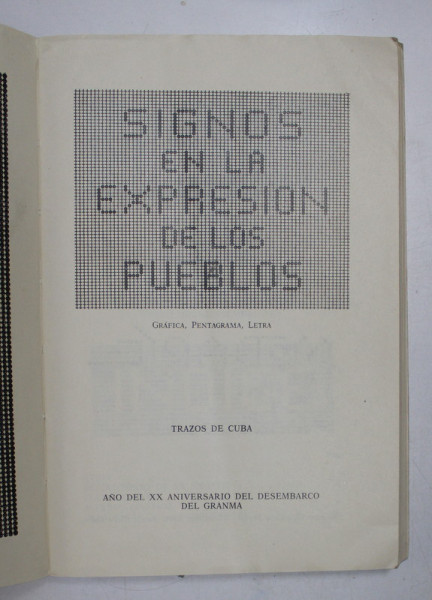 SIGNOS
EN LA
EXPRESION
DE LOS
PUEBLOS
GRÁFICA, PENTAGRAMA, LETRA
TRAZOS DE CUBA
AÑO DEL XX ANIVERSARIO DEL DESEMBARCO
DEL GRANMA